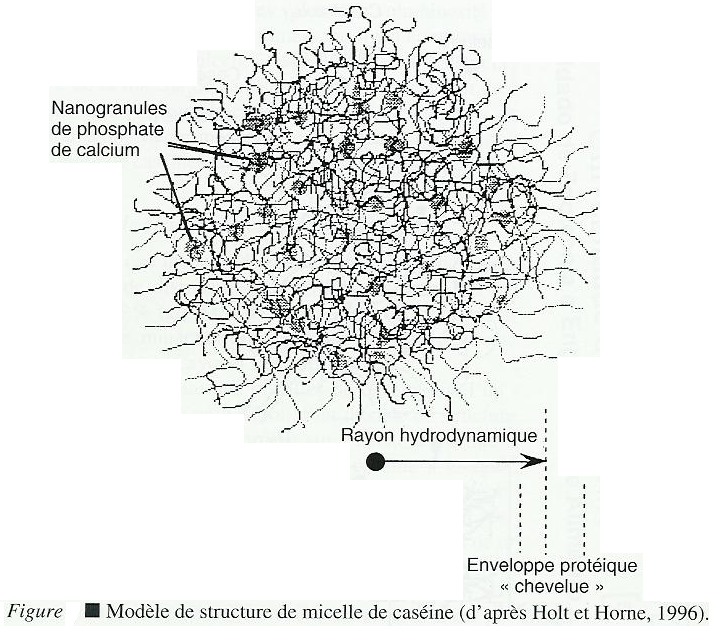 Nanogranules
de phosphate
de calcium
Rayon hydrodynamique
Enveloppe protéique
« chevelue »
Figure ■ Modèle de structure de micelle de caséine (d'après Holt et Horne, 1996).